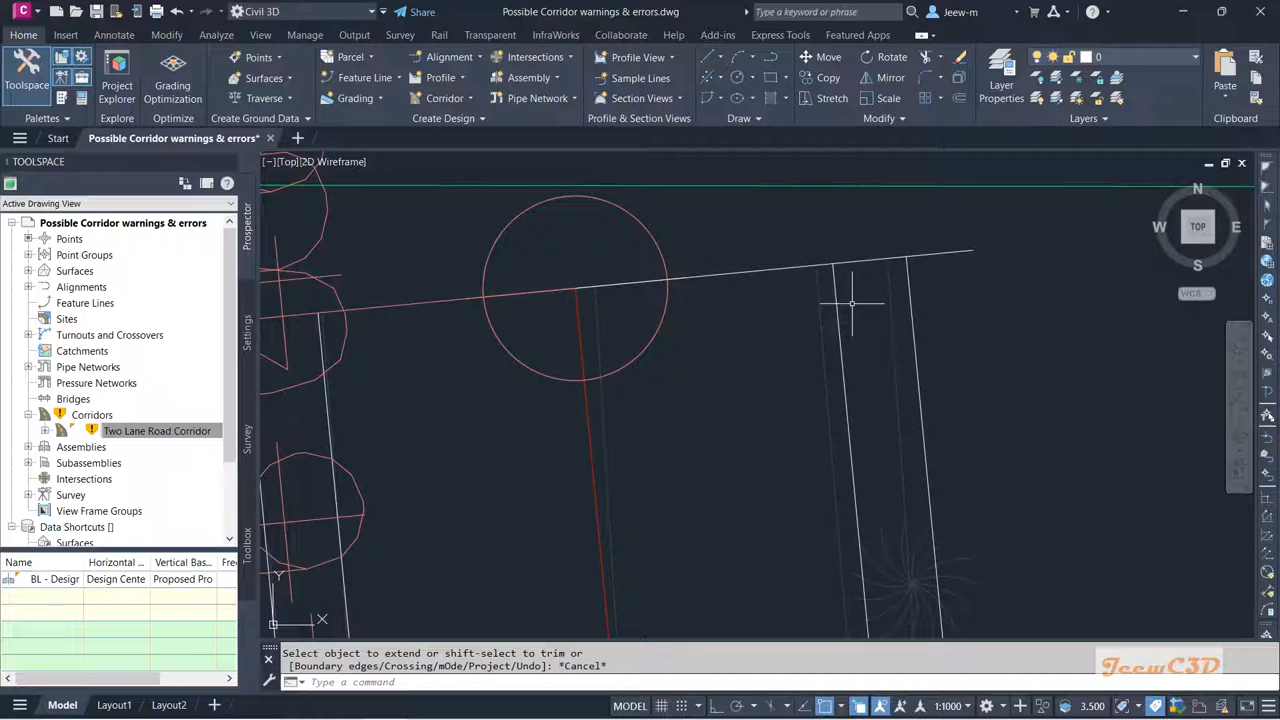 Civil 3D
Share
Possible Corridor warnings & errors.dwg
Type a keyword or phrase
Jeew-m
Home Insert Annotate Modify Analyze View Manage Output Survey Rail Transparent InfraWorks Collaborate Help Add-ins Express Tools Featured Apps
Points Parcel Alignment Intersections Profile View Move Rotate 0
Surfaces Feature Line Profile Assembly Sample Lines Copy Mirror
Toolspace Project Explorer Grading Optimization Layer Properties Paste
Traverse Grading Corridor Pipe Network Section Views Stretch Scale
Palettes Explore Optimize Create Ground Data Create Design Profile & Section Views Draw Modify Layers Clipboard
Start Possible Corridor warnings & errors*
TOOLSPACE
[−][Top][2D Wireframe]
Active Drawing View
Possible Corridor warnings & errors
Points
Point Groups
Surfaces
Alignments
Feature Lines
Sites
Turnouts and Crossovers
Catchments
Pipe Networks
Pressure Networks
Bridges
Corridors
Two Lane Road Corridor
Assemblies
Subassemblies
Intersections
Survey
View Frame Groups
Data Shortcuts []
Surfaces
Prospector
Settings
Survey
Toolbox
N
W TOP E
S
WCS
Name Horizontal ... Vertical Bas... Fre
BL - Desigr Design Cente Proposed Pro
Y
X
Select object to extend or shift-select to trim or
[Boundary edges/Crossing/mOde/Project/Undo]: *Cancel*
Type a command
JeewC3D
Model Layout1 Layout2
MODEL 1:1000 3.500